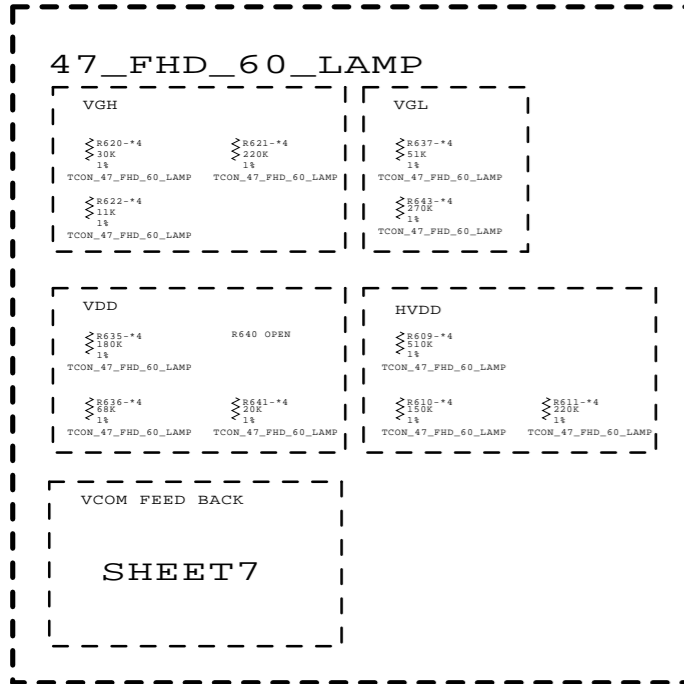 47_FHD_60_LAMP
VGH
R620-*4
30K
1%
TCON_47_FHD_60_LAMP
R621-*4
220K
1%
TCON_47_FHD_60_LAMP
R622-*4
11K
1%
TCON_47_FHD_60_LAMP
VGL
R637-*4
51K
1%
TCON_47_FHD_60_LAMP
R643-*4
270K
1%
TCON_47_FHD_60_LAMP
VDD
R635-*4
180K
1%
TCON_47_FHD_60_LAMP
R640 OPEN
R636-*4
68K
1%
TCON_47_FHD_60_LAMP
R641-*4
20K
1%
TCON_47_FHD_60_LAMP
HVDD
R609-*4
510K
1%
TCON_47_FHD_60_LAMP
R610-*4
150K
1%
TCON_47_FHD_60_LAMP
R611-*4
220K
1%
TCON_47_FHD_60_LAMP
VCOM FEED BACK
SHEET7